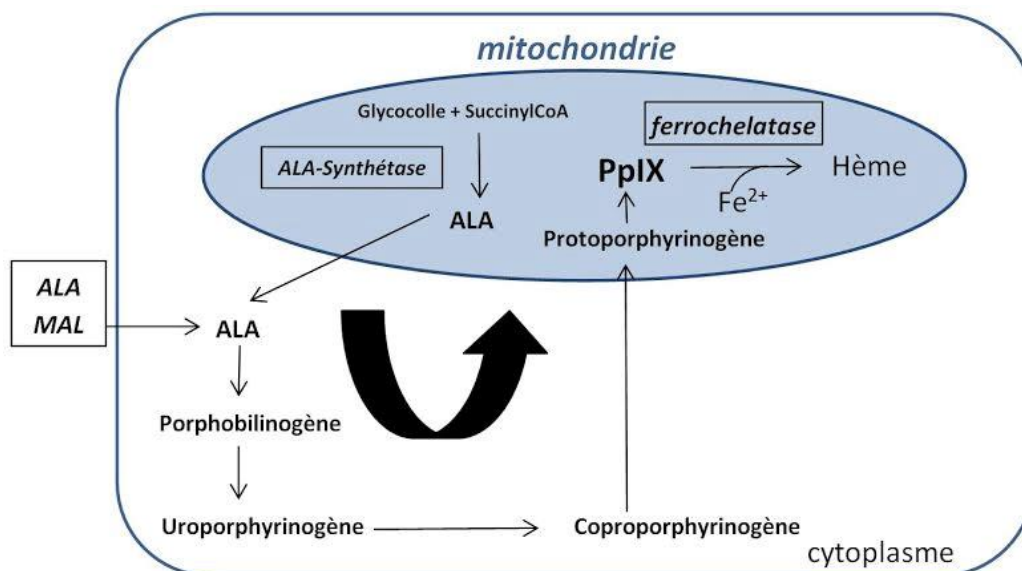 mitochondrie
Glycocolle + SuccinylCoA
ferrochelatase
ALA-Synthétase
PpIX
Hème
Fe²⁺
ALA
Protoporphyrinogène
ALA
MAL
ALA
Porphobilinogène
Uroporphyrinogène
Coproporphyrinogène
cytoplasme